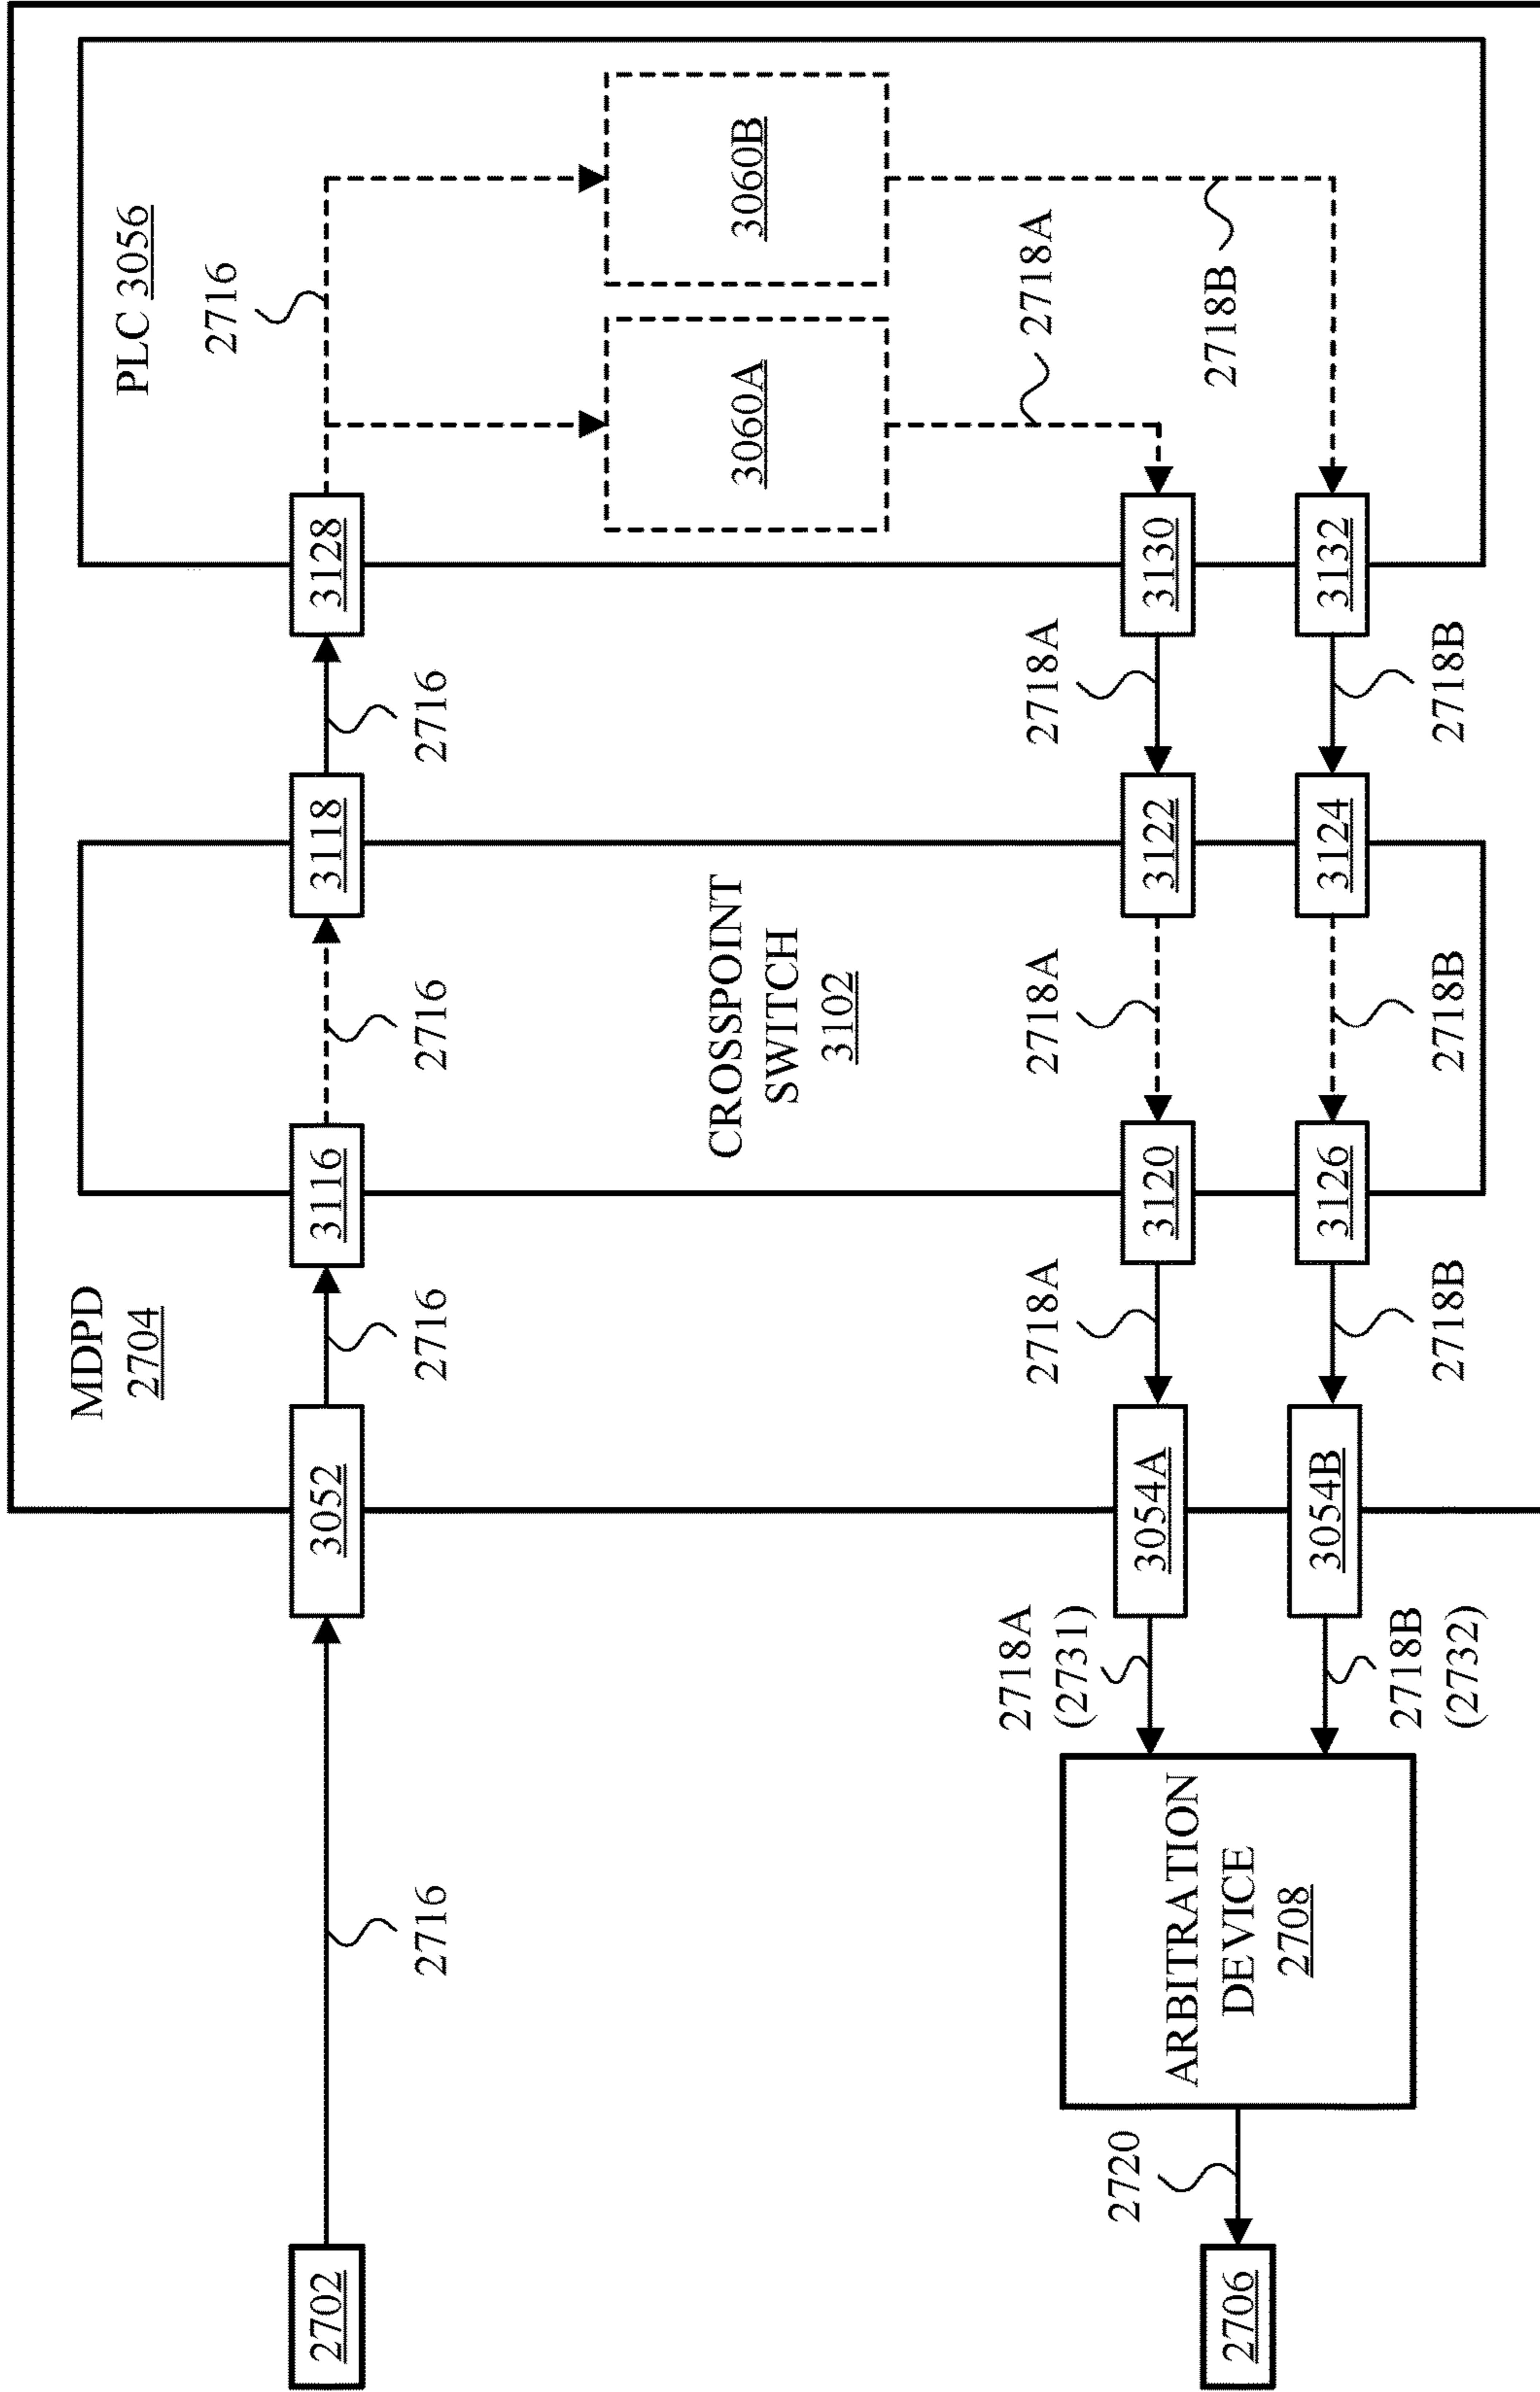 MDPD
2704
PLC 3056
2702
2716
3052
2716
3116
2716
3118
2716
3128
2716
CROSSPOINT
SWITCH
3102
3060A
3060B
2706
2720
ARBITRATION
DEVICE
2708
2718A
(2731)
3054A
2718A
3120
2718A
3122
2718A
3130
2718A
2718B
(2732)
3054B
2718B
3126
2718B
3124
2718B
3132
2718B